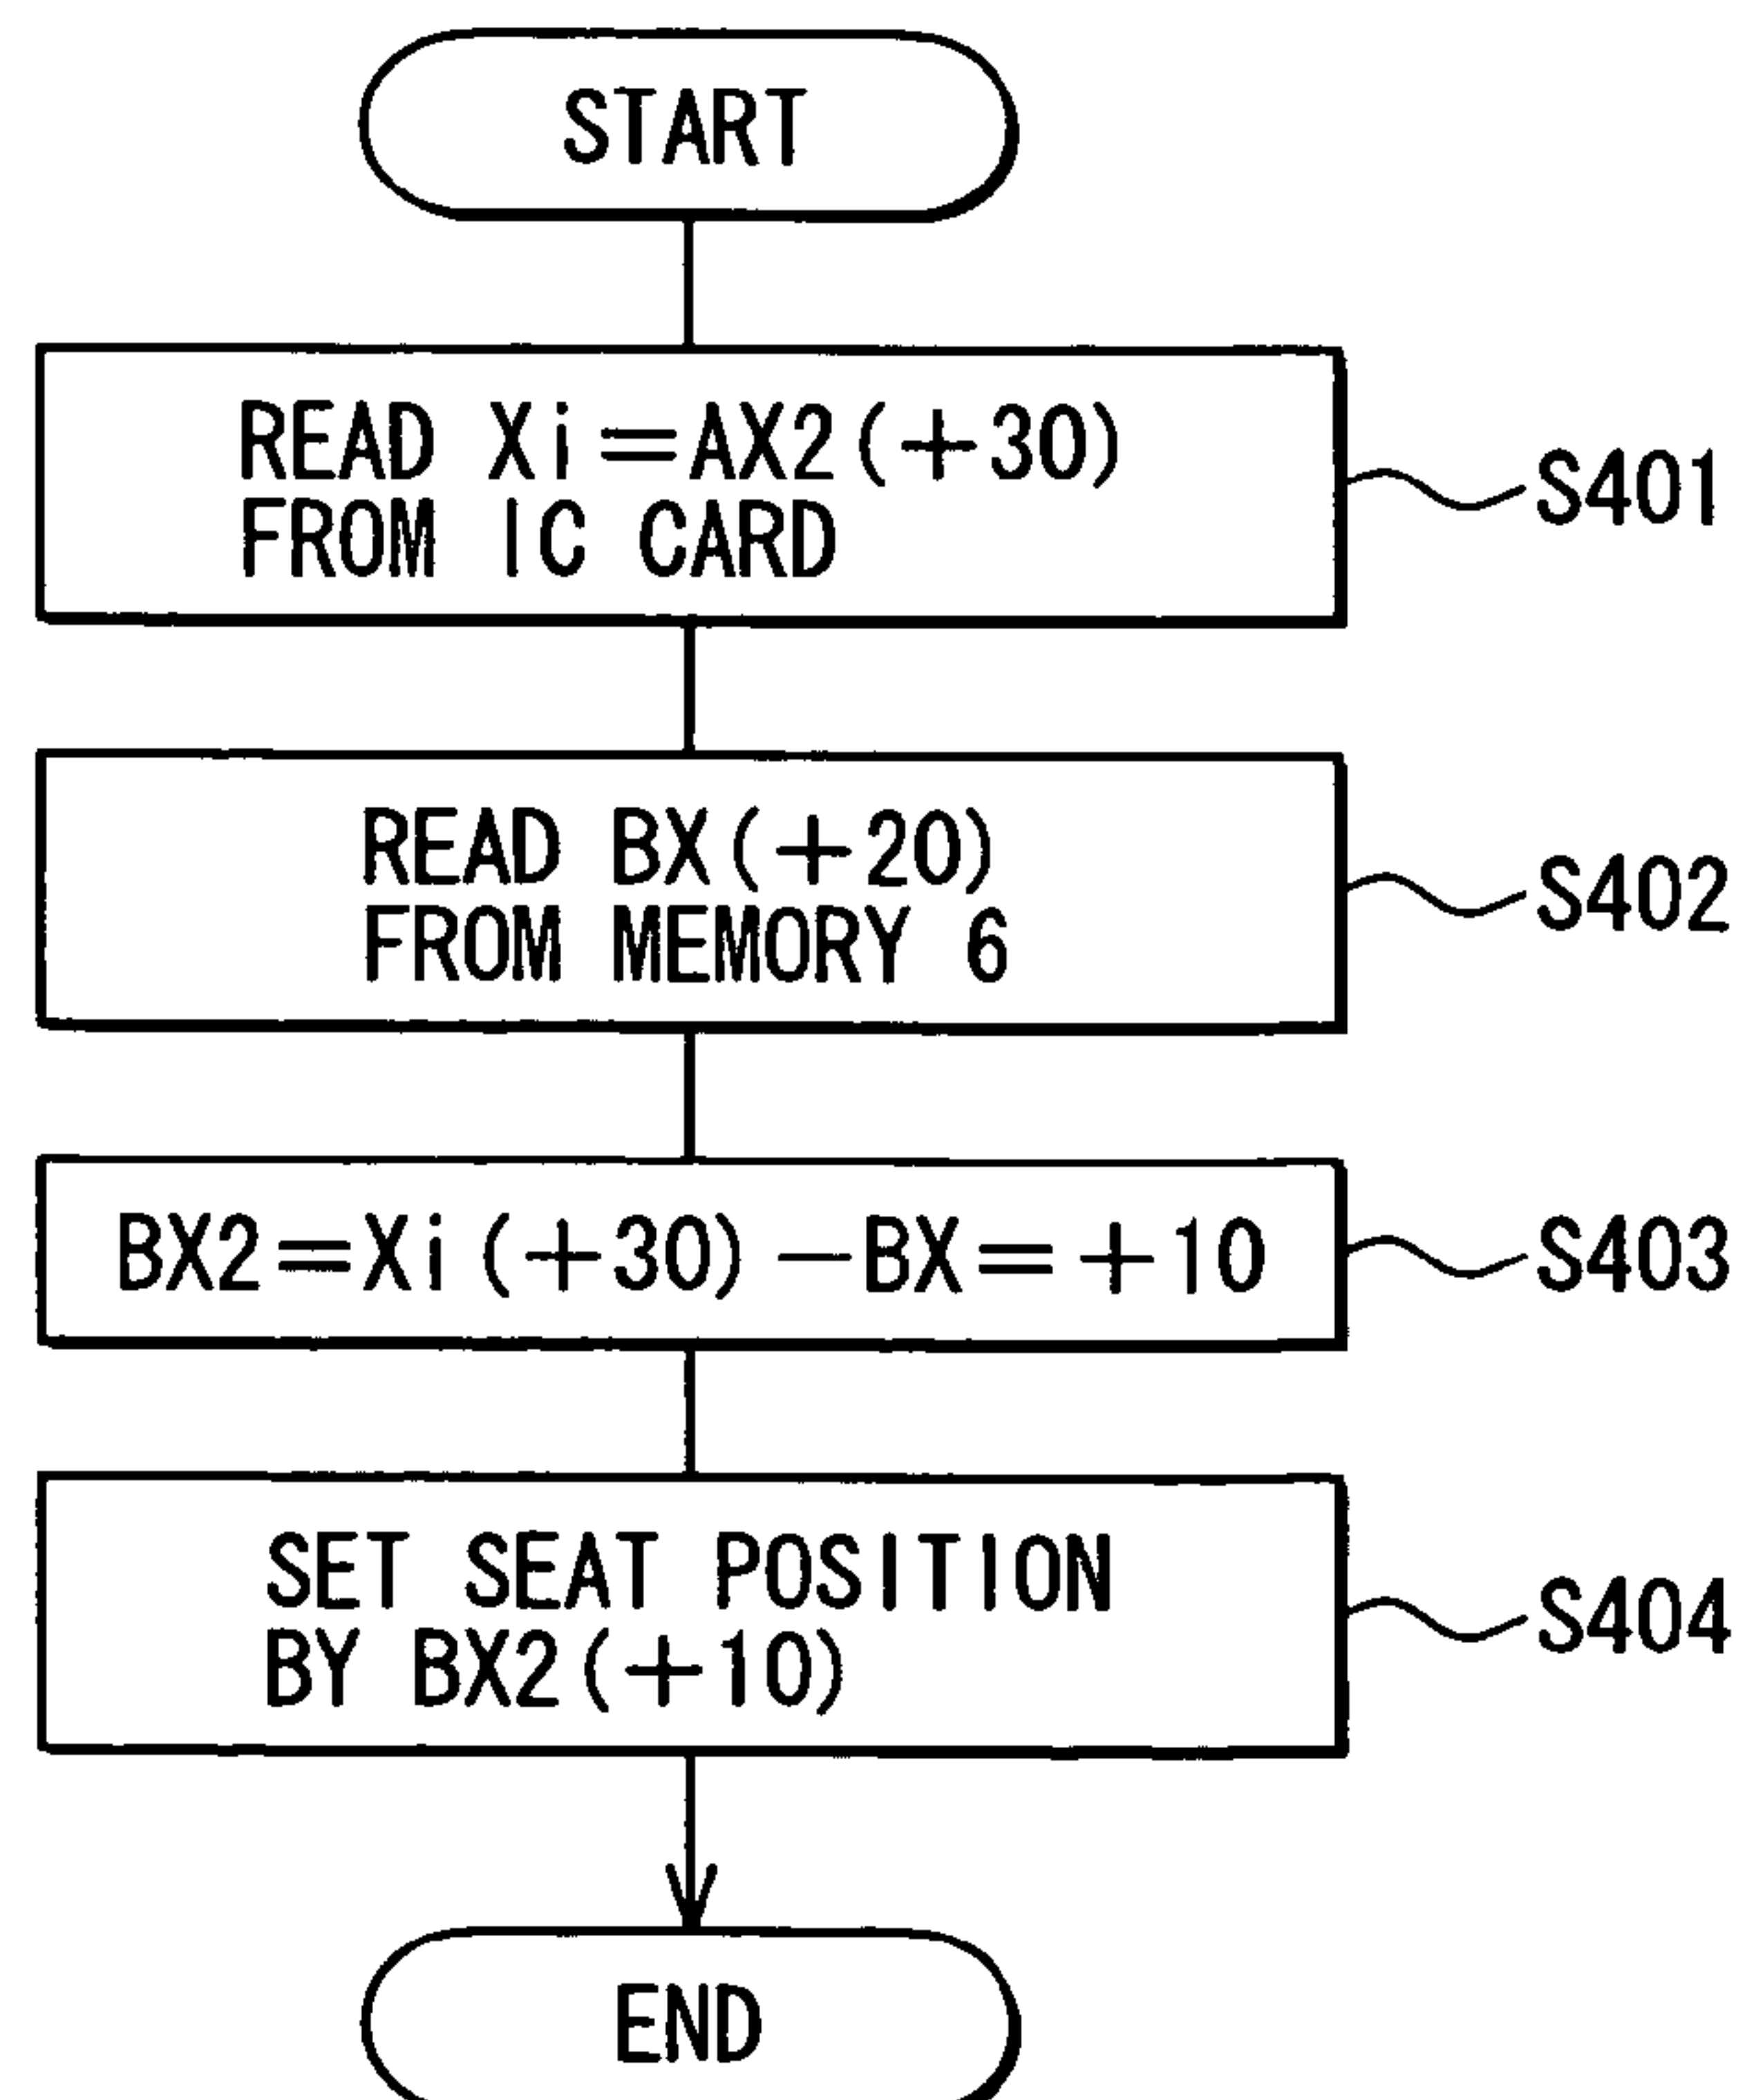 START
READ Xi=AX2(+30)
FROM IC CARD
S401
READ BX(+20)
FROM MEMORY 6
S402
BX2=Xi(+30)-BX=+10
S403
SET SEAT POSITION
BY BX2(+10)
S404
END